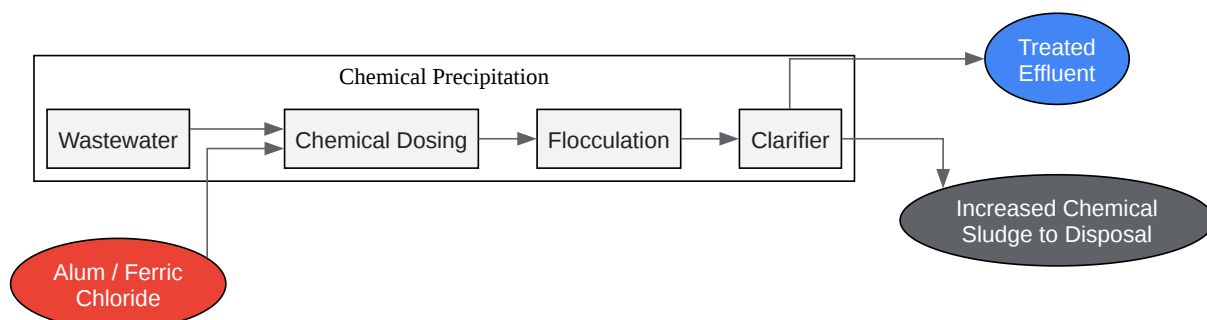 Treated
Effluent
Chemical Precipitation
Wastewater
Chemical Dosing
Flocculation
Clarifier
Increased Chemical
Sludge to Disposal
Alum / Ferric
Chloride